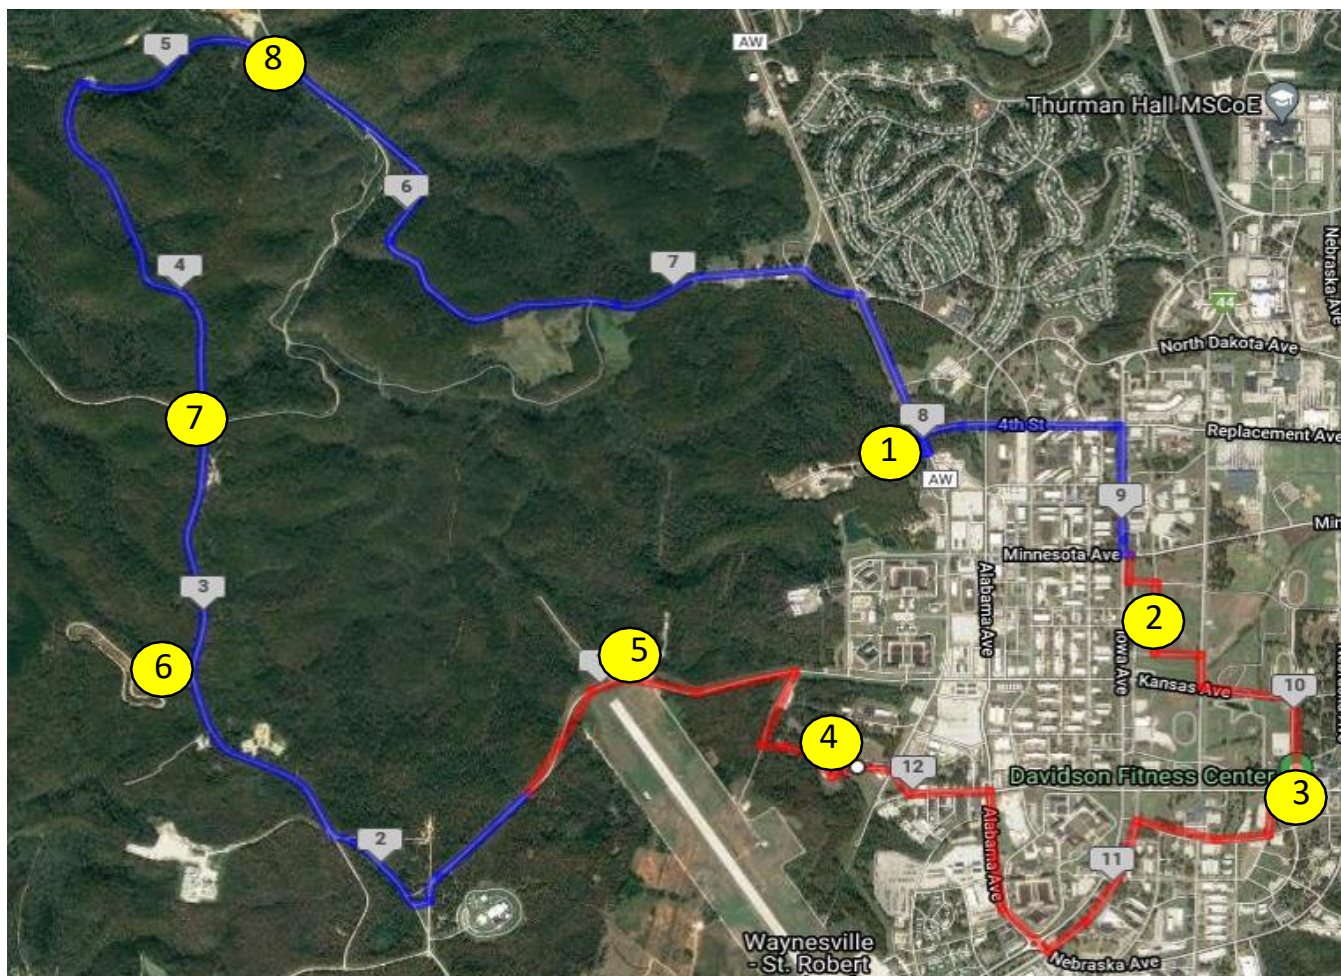 5
8
AW
Thurman Hall MSCoE
6
Nebraska Ave
4
7
44
North Dakota Ave
7
8
4th St
Replacement Ave
1
AW
9
Min
Minnesota Ave
Alabama Ave
3
2
Iowa Ave
5
6
Kansas Ave
10
4
12
Davidson Fitness Center
3
Alabama Ave
2
11
Waynesville
- St. Robert
Nebraska Ave